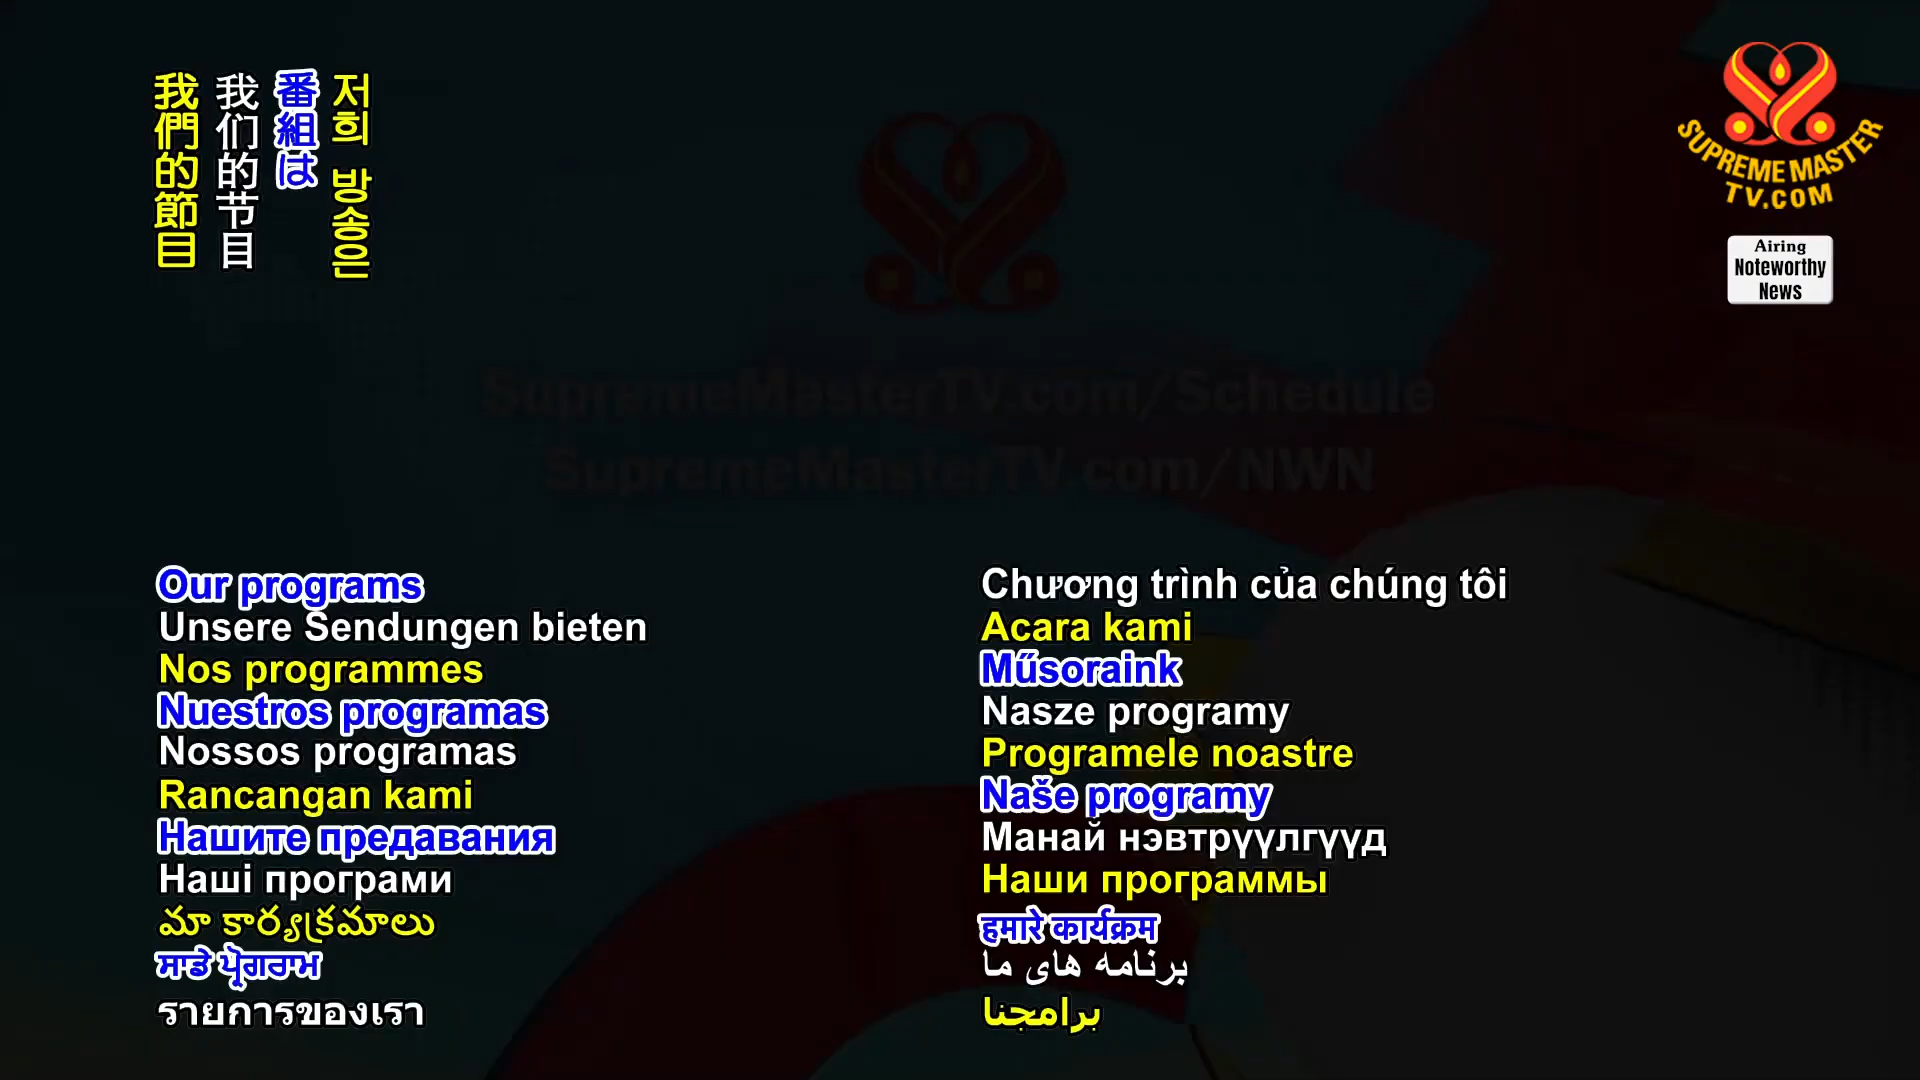 我們的節目
我们的节目
番組は
저희 방송은
SUPREME MASTER
TV.COM
Airing
Noteworthy
News
SupremeMasterTV.com/Schedule
SupremeMasterTV.com/NWN
Our programs
Unsere Sendungen bieten
Nos programmes
Nuestros programas
Nossos programas
Rancangan kami
Нашите предавания
Наші програми
మా కార్యక్రమాలు
ਸਾਡੇ ਪ੍ਰੋਗਰਾਮ
รายการของเรา
Chương trình của chúng tôi
Acara kami
Műsoraink
Nasze programy
Programele noastre
Naše programy
Манай нэвтрүүлгүүд
Наши программы
हमारे कार्यक्रम
برنامه های ما
برامجنا